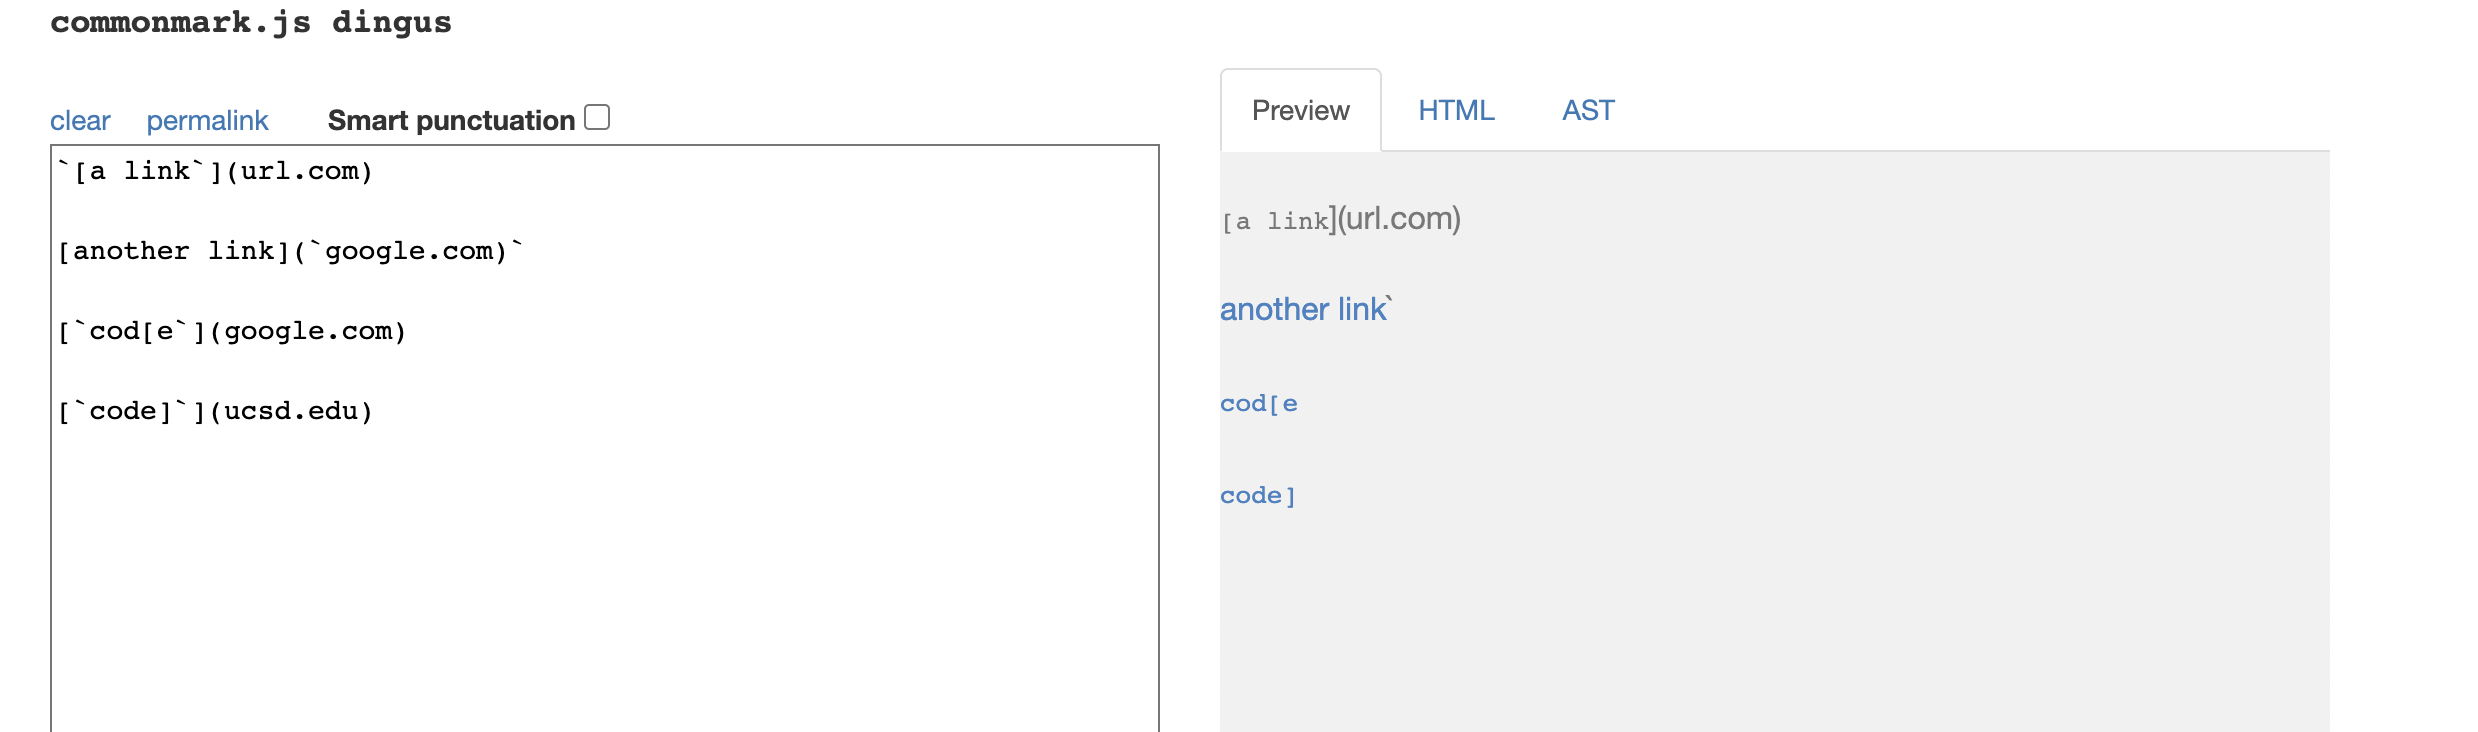 commonmark.js dingus
clear permalink Smart punctuation
`[a link`](url.com)
[another link](`google.com)`
[`cod[e`](google.com)
[`code]`](ucsd.edu)
Preview HTML AST
[a link](url.com)
another link`
cod[e
code]